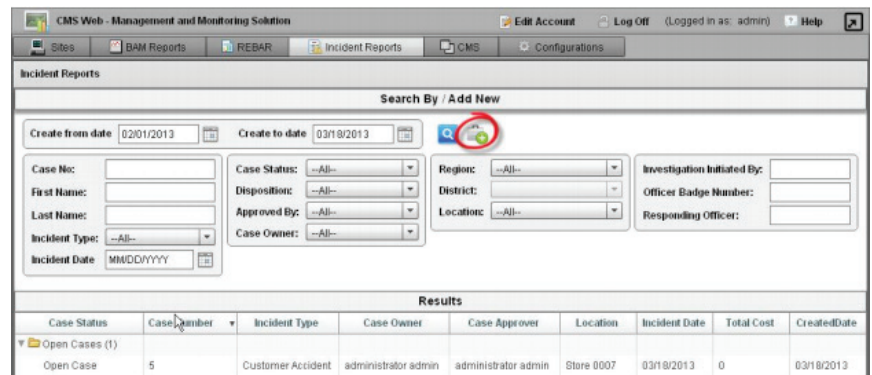 CMS Web - Management and Monitoring Solution Edit Account Log Off (Logged in as: admin) Help
Sites BAM Reports REBAR Incident Reports CMS Configurations
Incident Reports
Search By / Add New
Create from date 02/01/2013 Create to date 03/18/2013
Case No: Case Status: --All-- Region: --All-- Investigation Initiated By:
First Name: Disposition: --All-- District: Officer Badge Number:
Last Name: Approved By: --All-- Location: --All-- Responding Officer:
Incident Type: --All-- Case Owner: --All--
Incident Date MM/DD/YYYY
Results
Case Status Case Number Incident Type Case Owner Case Approver Location Incident Date Total Cost CreatedDate
Open Cases (1)
Open Case 5 Customer Accident administrator admin administrator admin Store 0007 03/18/2013 0 03/18/2013